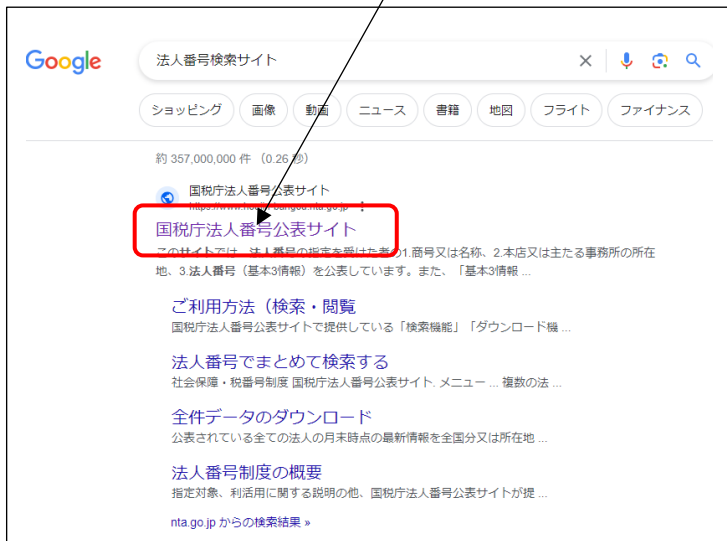 Google
法人番号検索サイト
ショッピング 画像 動画 ニュース 書籍 地図 フライト ファイナンス
約 357,000,000 件 （0.26 秒）
国税庁法人番号公表サイト
https://www.houjin-bangou.nta.go.jp
国税庁法人番号公表サイト
このサイトでは、法人番号の指定を受けた者の1.商号又は名称、2.本店又は主たる事務所の所在
地、3.法人番号（基本3情報）を公表しています。また、「基本3情報 ...
ご利用方法（検索・閲覧
国税庁法人番号公表サイトで提供している「検索機能」「ダウンロード機 ...
法人番号でまとめて検索する
社会保障・税番号制度 国税庁法人番号公表サイト. メニュー ... 複数の法 ...
全件データのダウンロード
公表されている全ての法人の月末時点の最新情報を全国分又は所在地 ...
法人番号制度の概要
指定対象、利活用に関する説明の他、国税庁法人番号公表サイトが提 ...
nta.go.jp からの検索結果 »